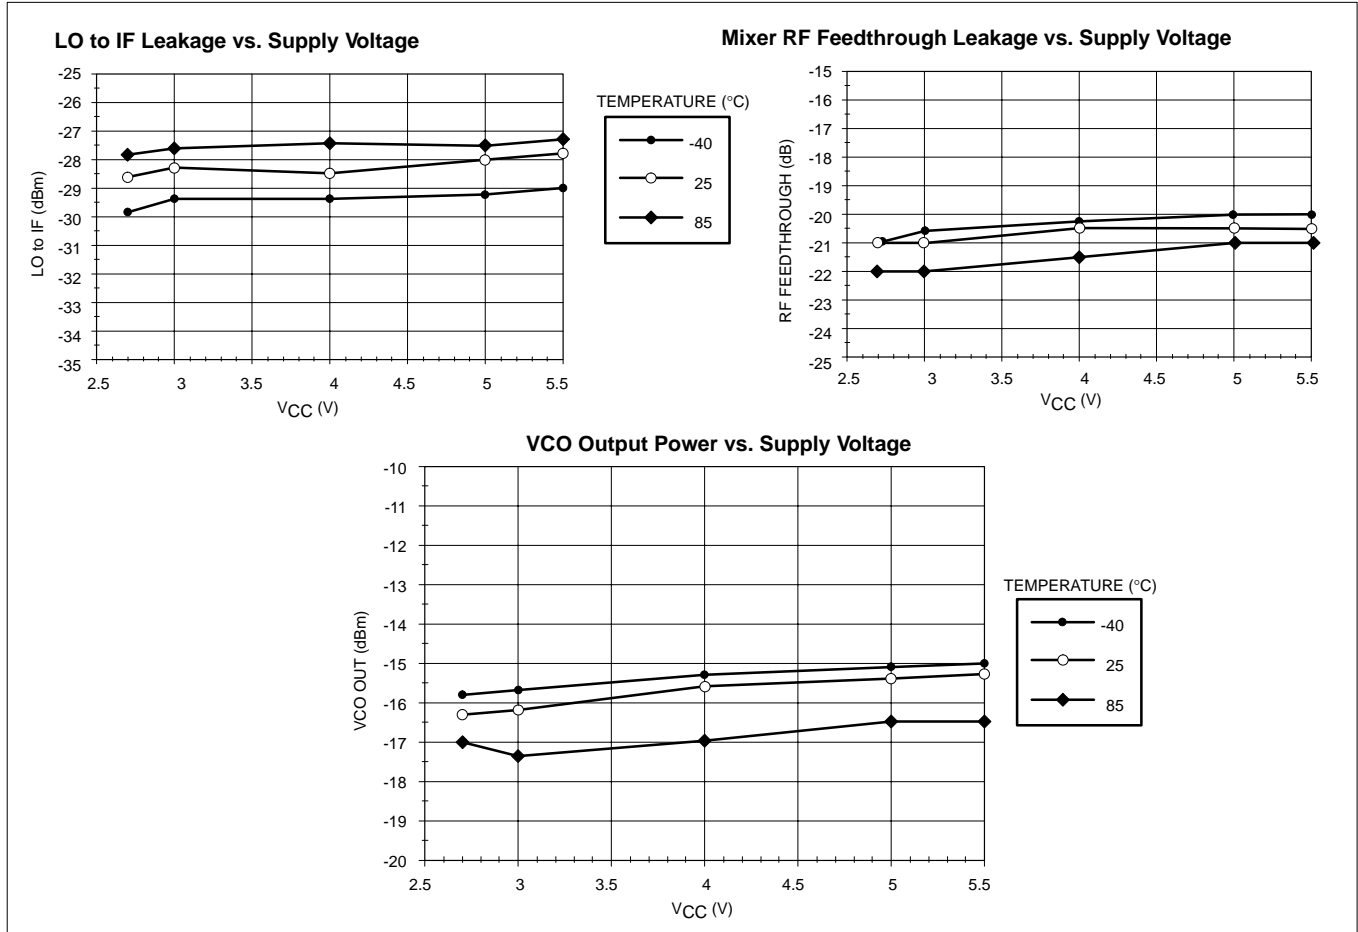 LO to IF Leakage vs. Supply Voltage
-25
-26
-27
-28
-29
-30
-31
-32
-33
-34
-35
LO to IF (dBm)
2.5 3 3.5 4 4.5 5 5.5
VCC (V)
TEMPERATURE (°C)
-40
25
85
Mixer RF Feedthrough Leakage vs. Supply Voltage
-15
-16
-17
-18
-19
-20
-21
-22
-23
-24
-25
RF FEEDTHROUGH (dB)
2.5 3 3.5 4 4.5 5 5.5
VCC (V)
VCO Output Power vs. Supply Voltage
-10
-11
-12
-13
-14
-15
-16
-17
-18
-19
-20
VCO OUT (dBm)
2.5 3 3.5 4 4.5 5 5.5
VCC (V)
TEMPERATURE (°C)
-40
25
85